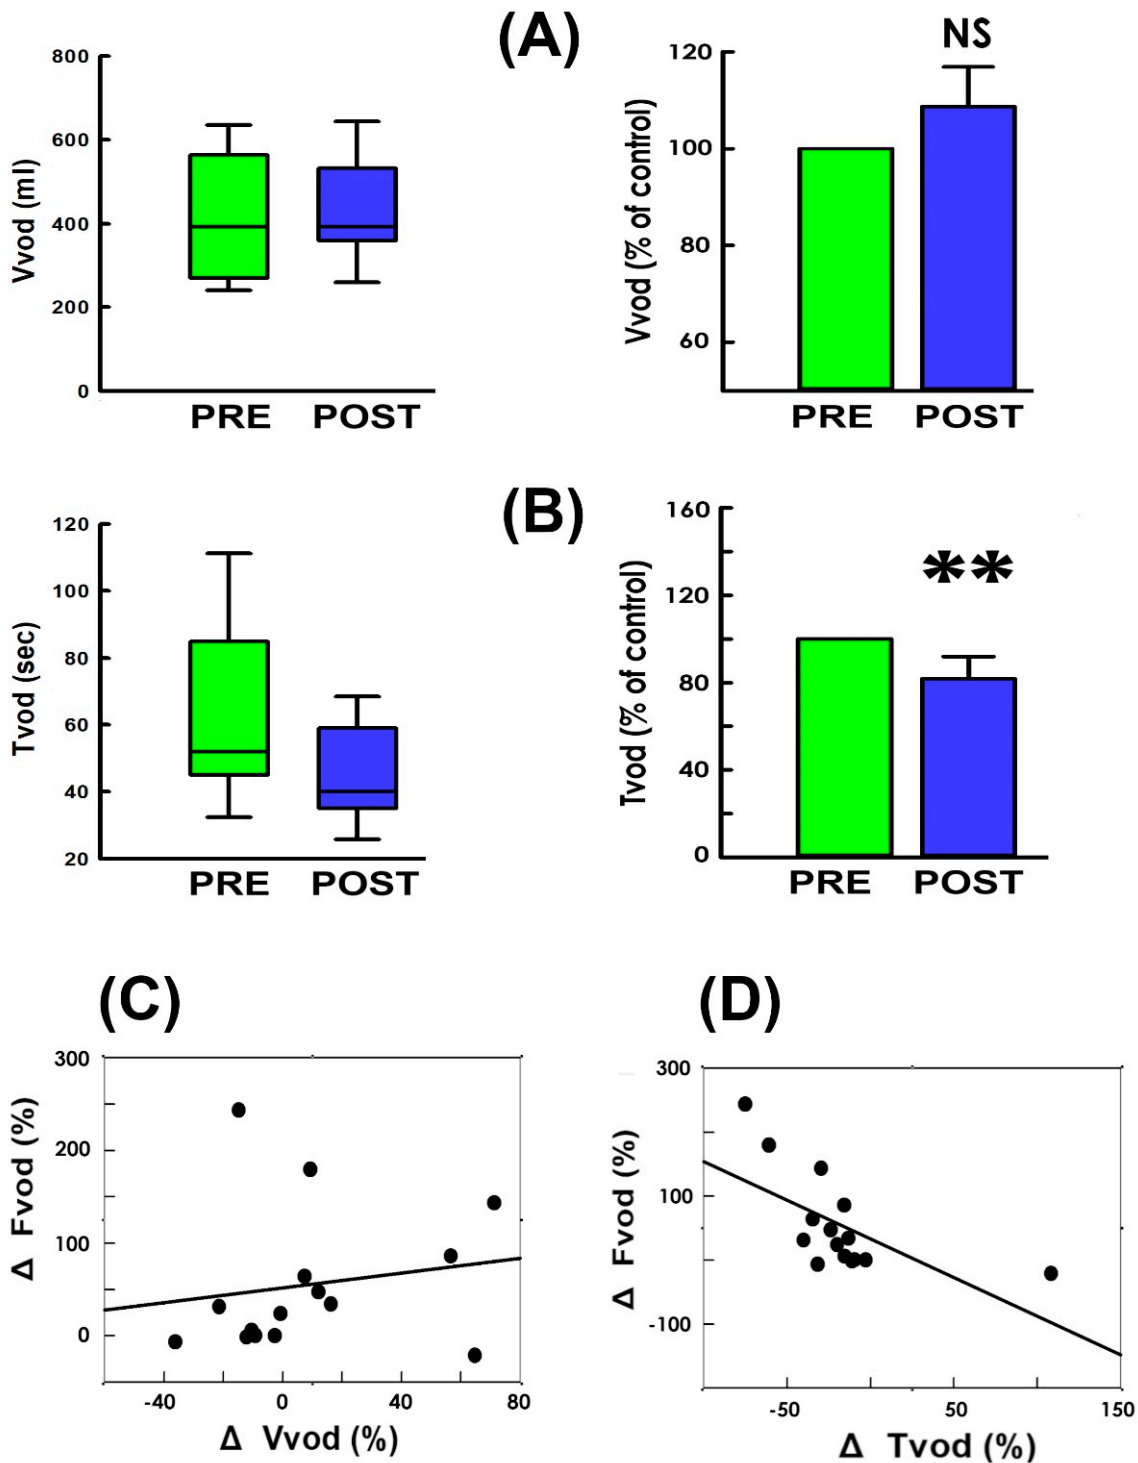 (A)
800
600
400
200
0
Vvod (ml)
PRE POST
NS
120
100
80
60
Vvod (% of control)
PRE POST
(B)
120
100
80
60
40
20
Tvod (sec)
PRE POST
**
160
120
80
40
0
Tvod (% of control)
PRE POST
(C)
300
200
100
0
Δ Fvod (%)
-40 0 40 80
Δ Vvod (%)
(D)
300
100
-100
Δ Fvod (%)
-50 50 150
Δ Tvod (%)